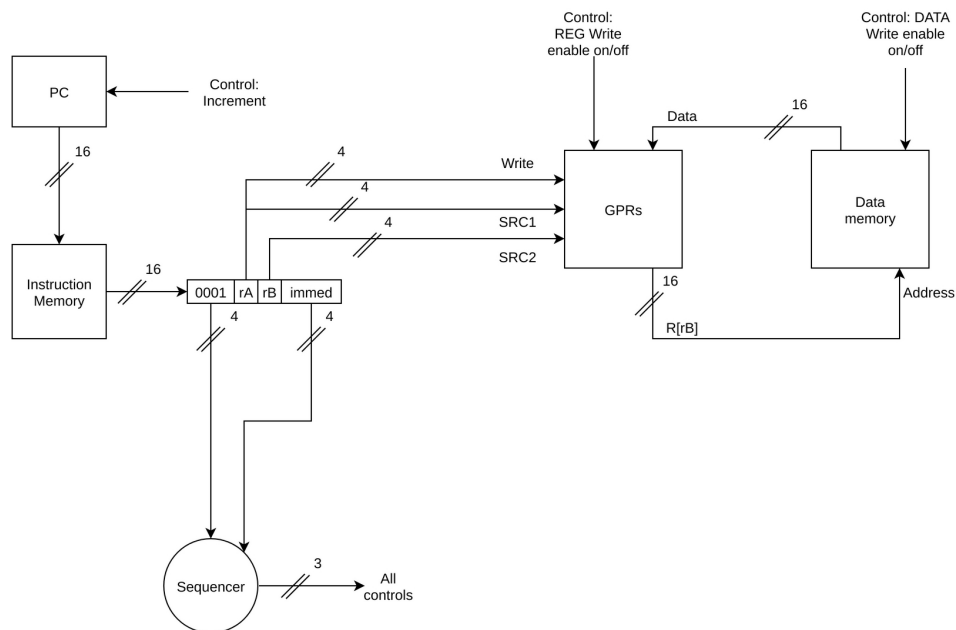 Control:
REG Write
enable on/off
Control: DATA
Write enable
on/off
PC
Control:
Increment
16
Data
16
4
Write
4
SRC1
4
SRC2
GPRs
Data
memory
Instruction
Memory
16
0001 rA rB immed
16
Address
R[rB]
4
4
Sequencer
3
All
controls